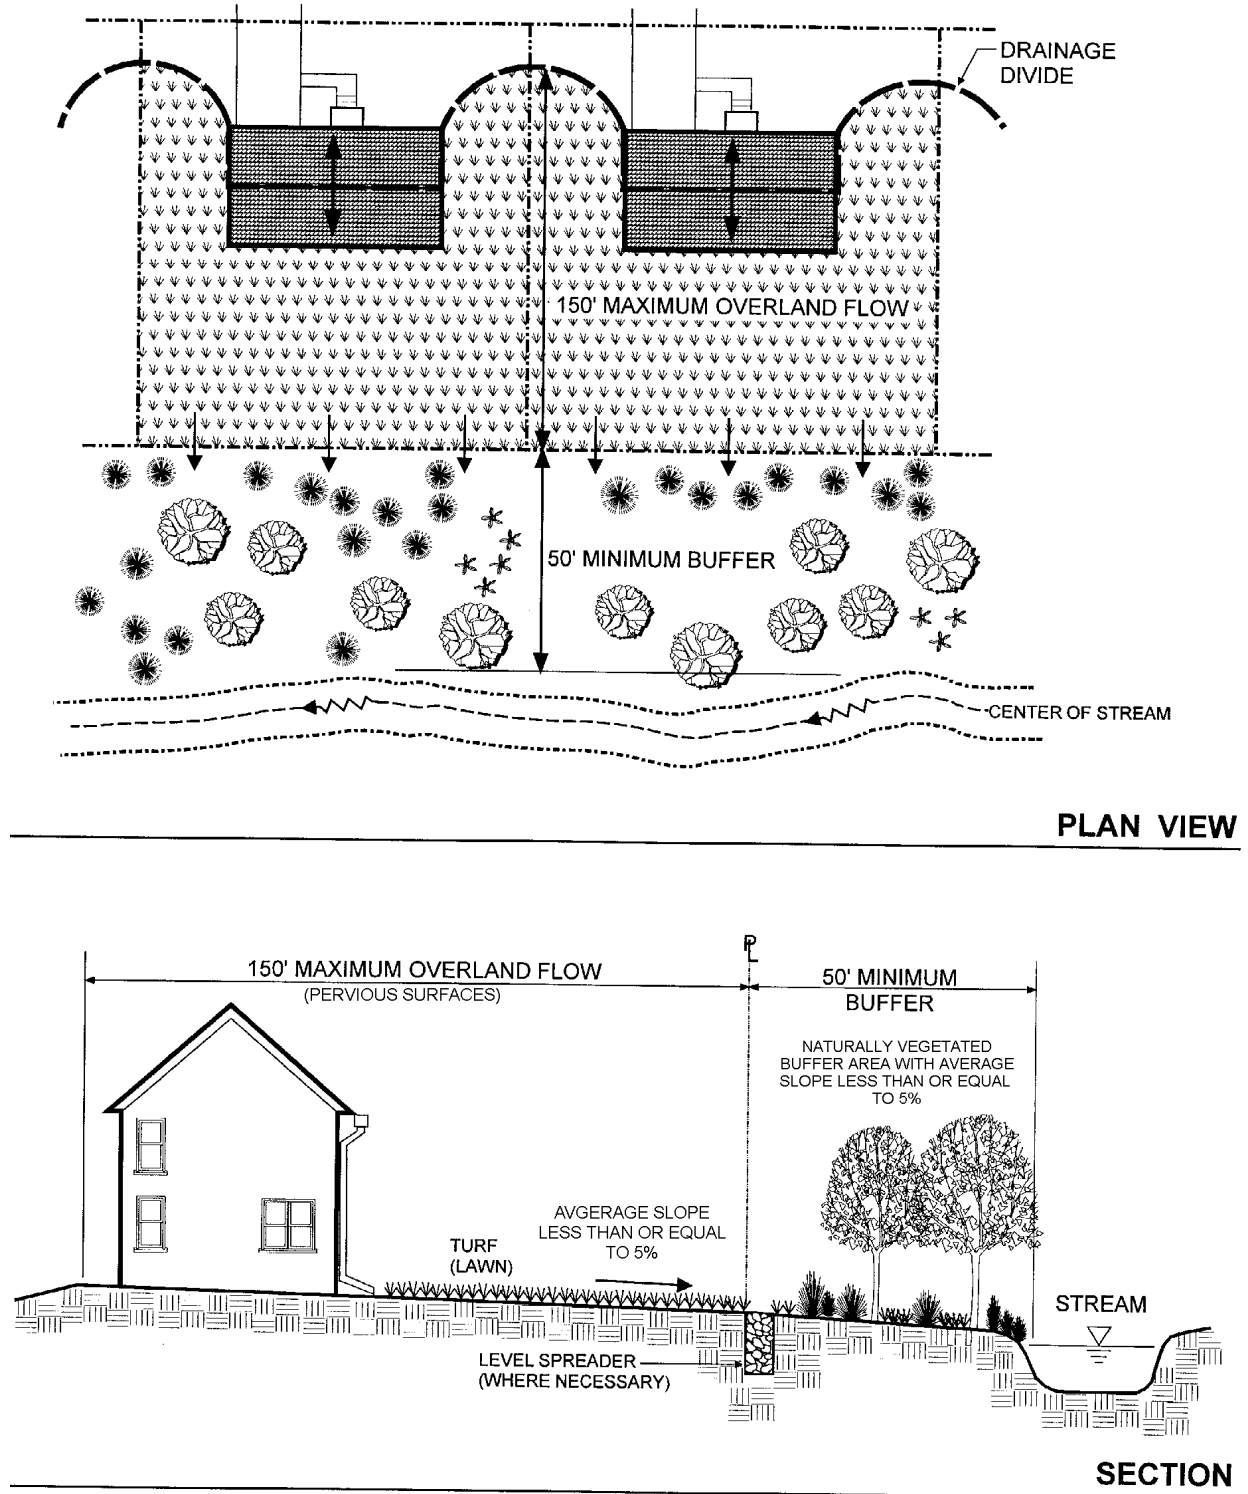 DRAINAGE
DIVIDE
150' MAXIMUM OVERLAND FLOW
50' MINIMUM BUFFER
CENTER OF STREAM
PLAN VIEW
PL
150' MAXIMUM OVERLAND FLOW
(PERVIOUS SURFACES)
50' MINIMUM
BUFFER
NATURALLY VEGETATED
BUFFER AREA WITH AVERAGE
SLOPE LESS THAN OR EQUAL
TO 5%
AVGERAGE SLOPE
LESS THAN OR EQUAL
TO 5%
TURF
(LAWN)
STREAM
LEVEL SPREADER
(WHERE NECESSARY)
SECTION